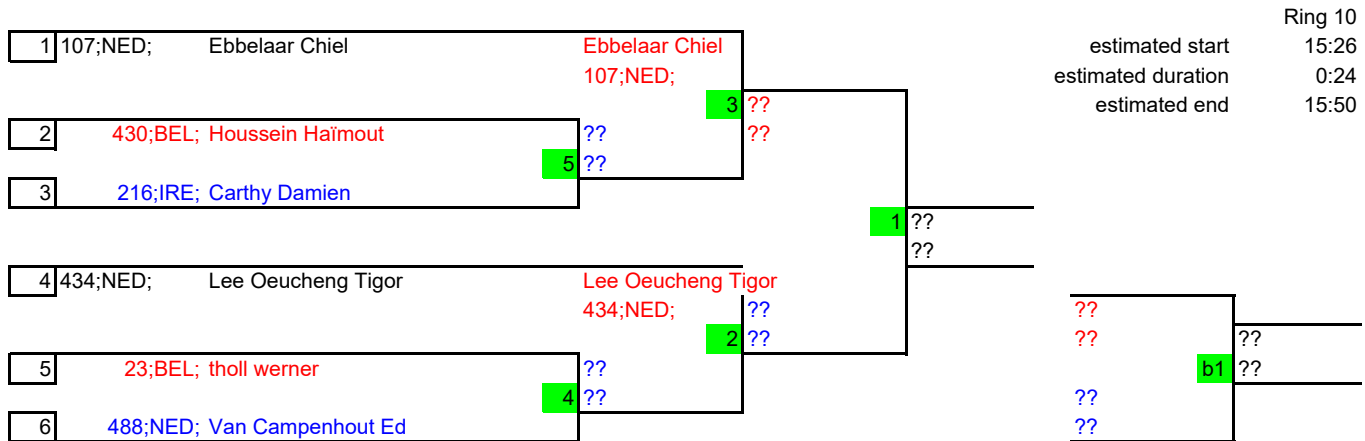 Ring 10
1 107;NED; Ebbelaar Chiel Ebbelaar Chiel estimated start 15:26
107;NED; estimated duration 0:24
3 ?? estimated end 15:50
2 430;BEL; Houssein Haïmout ?? ??
5 ??
3 216;IRE; Carthy Damien
1 ??
??
4 434;NED; Lee Oeucheng Tigor Lee Oeucheng Tigor
434;NED; ?? ??
2 ?? ?? ??
5 23;BEL; tholl werner ?? b1 ??
4 ?? ??
6 488;NED; Van Campenhout Ed ??